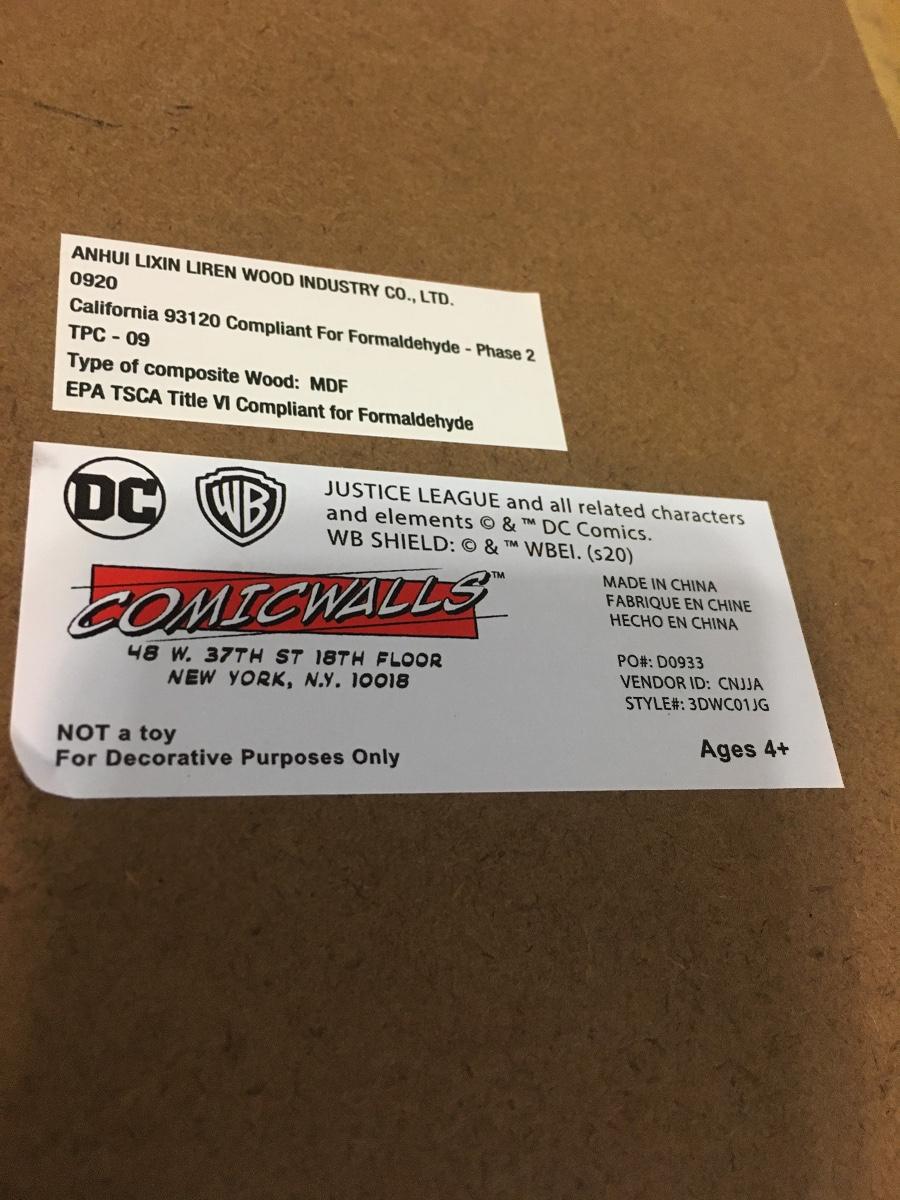 ANHUI LIXIN LIREN WOOD INDUSTRY CO., LTD.
0920
California 93120 Compliant For Formaldehyde - Phase 2
TPC - 09
Type of composite Wood: MDF
EPA TSCA Title VI Compliant for Formaldehyde
DC
WB
JUSTICE LEAGUE and all related characters
and elements © & ™ DC Comics.
WB SHIELD: © & ™ WBEI. (s20)
COMICWALLS™
48 W. 37TH ST 18TH FLOOR
NEW YORK, N.Y. 10018
MADE IN CHINA
FABRIQUE EN CHINE
HECHO EN CHINA
PO#: D0933
VENDOR ID: CNJJA
STYLE#: 3DWC01JG
NOT a toy
For Decorative Purposes Only
Ages 4+